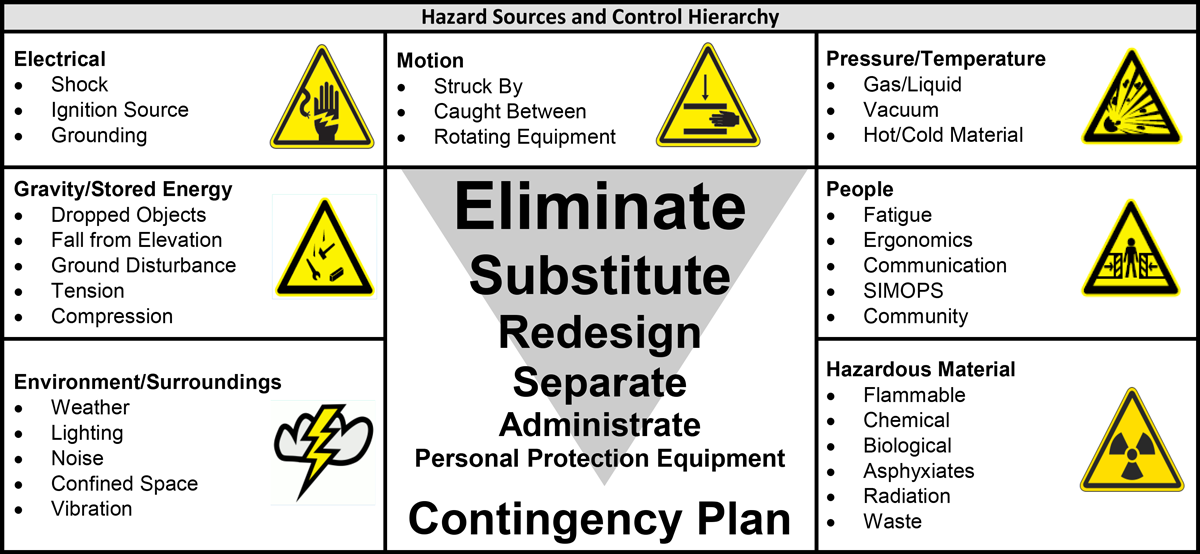 Hazard Sources and Control Hierarchy
Electrical
• Shock
• Ignition Source
• Grounding
Motion
• Struck By
• Caught Between
• Rotating Equipment
Pressure/Temperature
• Gas/Liquid
• Vacuum
• Hot/Cold Material
Gravity/Stored Energy
• Dropped Objects
• Fall from Elevation
• Ground Disturbance
• Tension
• Compression
Eliminate
Substitute
Redesign
Separate
Administrate
Personal Protection Equipment
Contingency Plan
People
• Fatigue
• Ergonomics
• Communication
• SIMOPS
• Community
Environment/Surroundings
• Weather
• Lighting
• Noise
• Confined Space
• Vibration
Hazardous Material
• Flammable
• Chemical
• Biological
• Asphyxiates
• Radiation
• Waste